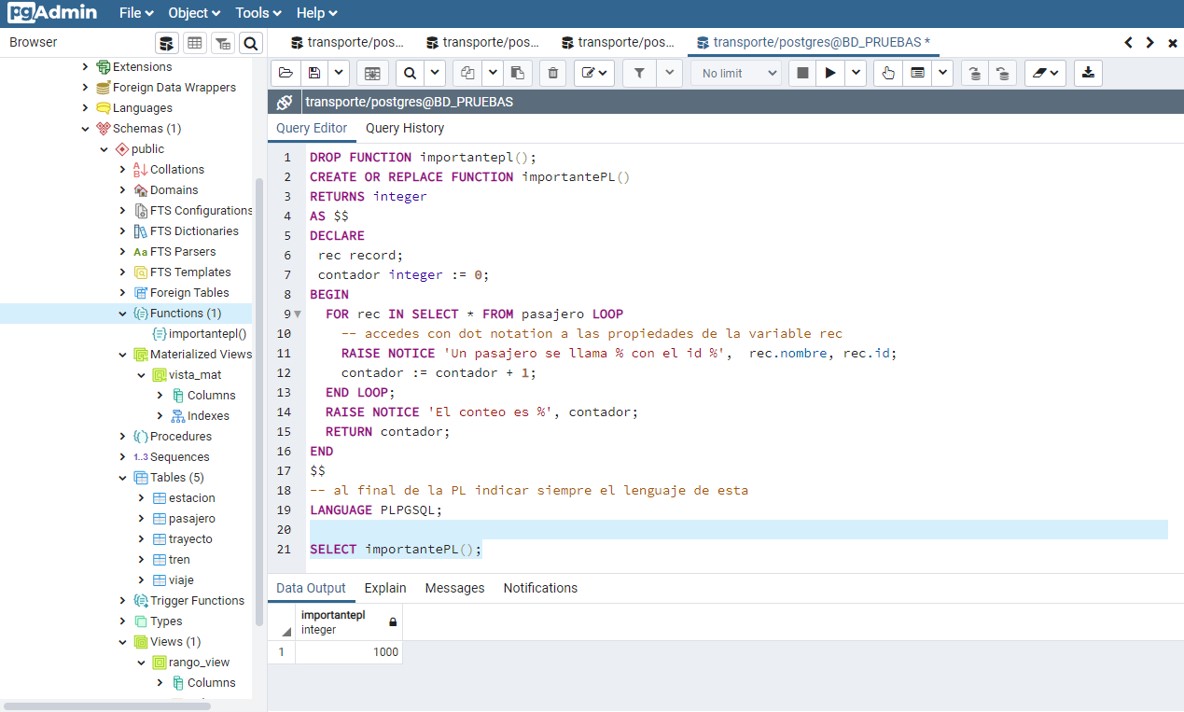 pgAdmin File Object Tools Help
Browser
transporte/pos... transporte/pos... transporte/pos... transporte/postgres@BD_PRUEBAS *
No limit
transporte/postgres@BD_PRUEBAS
Query Editor Query History
Extensions
Foreign Data Wrappers
Languages
Schemas (1)
public
Collations
Domains
FTS Configurations
FTS Dictionaries
Aa FTS Parsers
FTS Templates
Foreign Tables
Functions (1)
importantepl()
Materialized Views
vista_mat
Columns
Indexes
Procedures
1..3 Sequences
Tables (5)
estacion
pasajero
trayecto
tren
viaje
Trigger Functions
Types
Views (1)
rango_view
Columns
1 DROP FUNCTION importantepl();
2 CREATE OR REPLACE FUNCTION importantePL()
3 RETURNS integer
4 AS $$
5 DECLARE
6 rec record;
7 contador integer := 0;
8 BEGIN
9 FOR rec IN SELECT * FROM pasajero LOOP
10 -- accedes con dot notation a las propiedades de la variable rec
11 RAISE NOTICE 'Un pasajero se llama % con el id %', rec.nombre, rec.id;
12 contador := contador + 1;
13 END LOOP;
14 RAISE NOTICE 'El conteo es %', contador;
15 RETURN contador;
16 END
17 $$
18 -- al final de la PL indicar siempre el lenguaje de esta
19 LANGUAGE PLPGSQL;
20
21 SELECT importantePL();
Data Output Explain Messages Notifications
importantepl
integer
1 1000